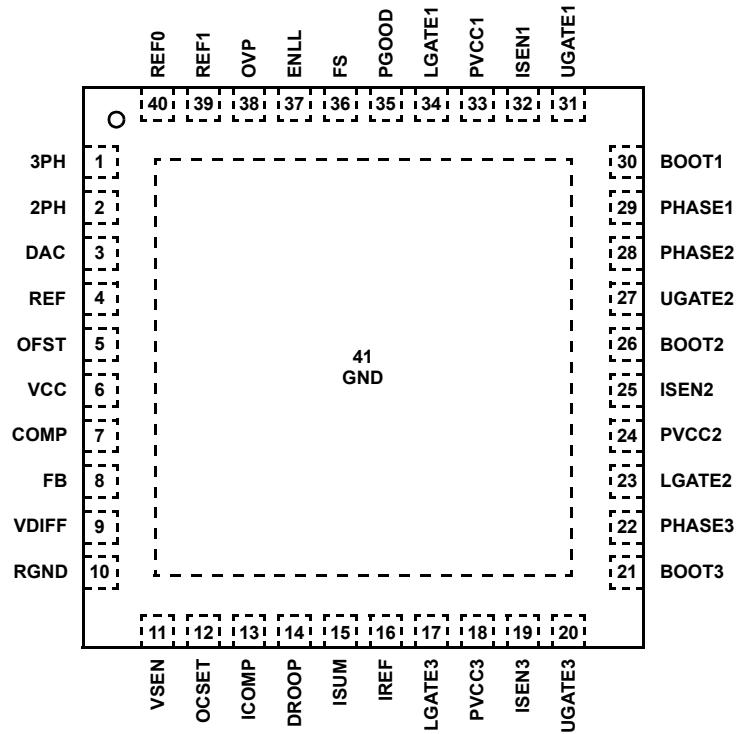 REF0
REF1
OVP
ENLL
FS
PGOOD
LGATE1
PVCC1
ISEN1
UGATE1
40 39 38 37 36 35 34 33 32 31
3PH 1 30 BOOT1
2PH 2 29 PHASE1
DAC 3 28 PHASE2
REF 4 27 UGATE2
OFST 5 26 BOOT2
41
GND
VCC 6 25 ISEN2
COMP 7 24 PVCC2
FB 8 23 LGATE2
VDIFF 9 22 PHASE3
RGND 10 21 BOOT3
11 12 13 14 15 16 17 18 19 20
VSEN
OCSET
ICOMP
DROOP
ISUM
IREF
LGATE3
PVCC3
ISEN3
UGATE3